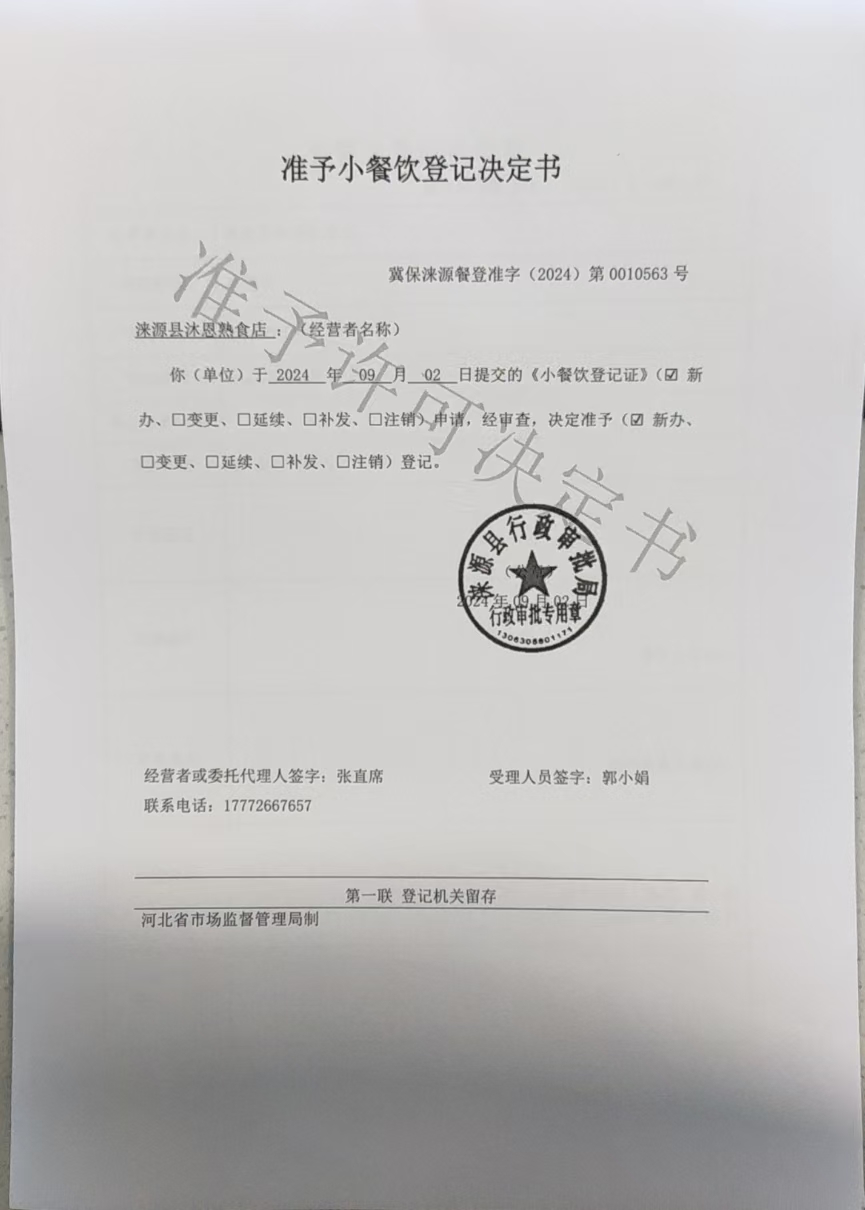 准予小餐饮登记决定书
冀保涞源餐登准字（2024）第 0010563 号
涞源县沐恩熟食店：（经营者名称）
你（单位）于 2024 年 09 月 02 日提交的《小餐饮登记证》（☑ 新
办、□变更、□延续、□补发、□注销）申请，经审查，决定准予（☑ 新办、
□变更、□延续、□补发、□注销）登记。
准予许可决定书
涞源县行政审批局
2024 年 09 月 02 日
行政审批专用章
经营者或委托代理人签字：张直席
受理人员签字：郭小娟
联系电话：17772667657
第一联 登记机关留存
河北省市场监督管理局制